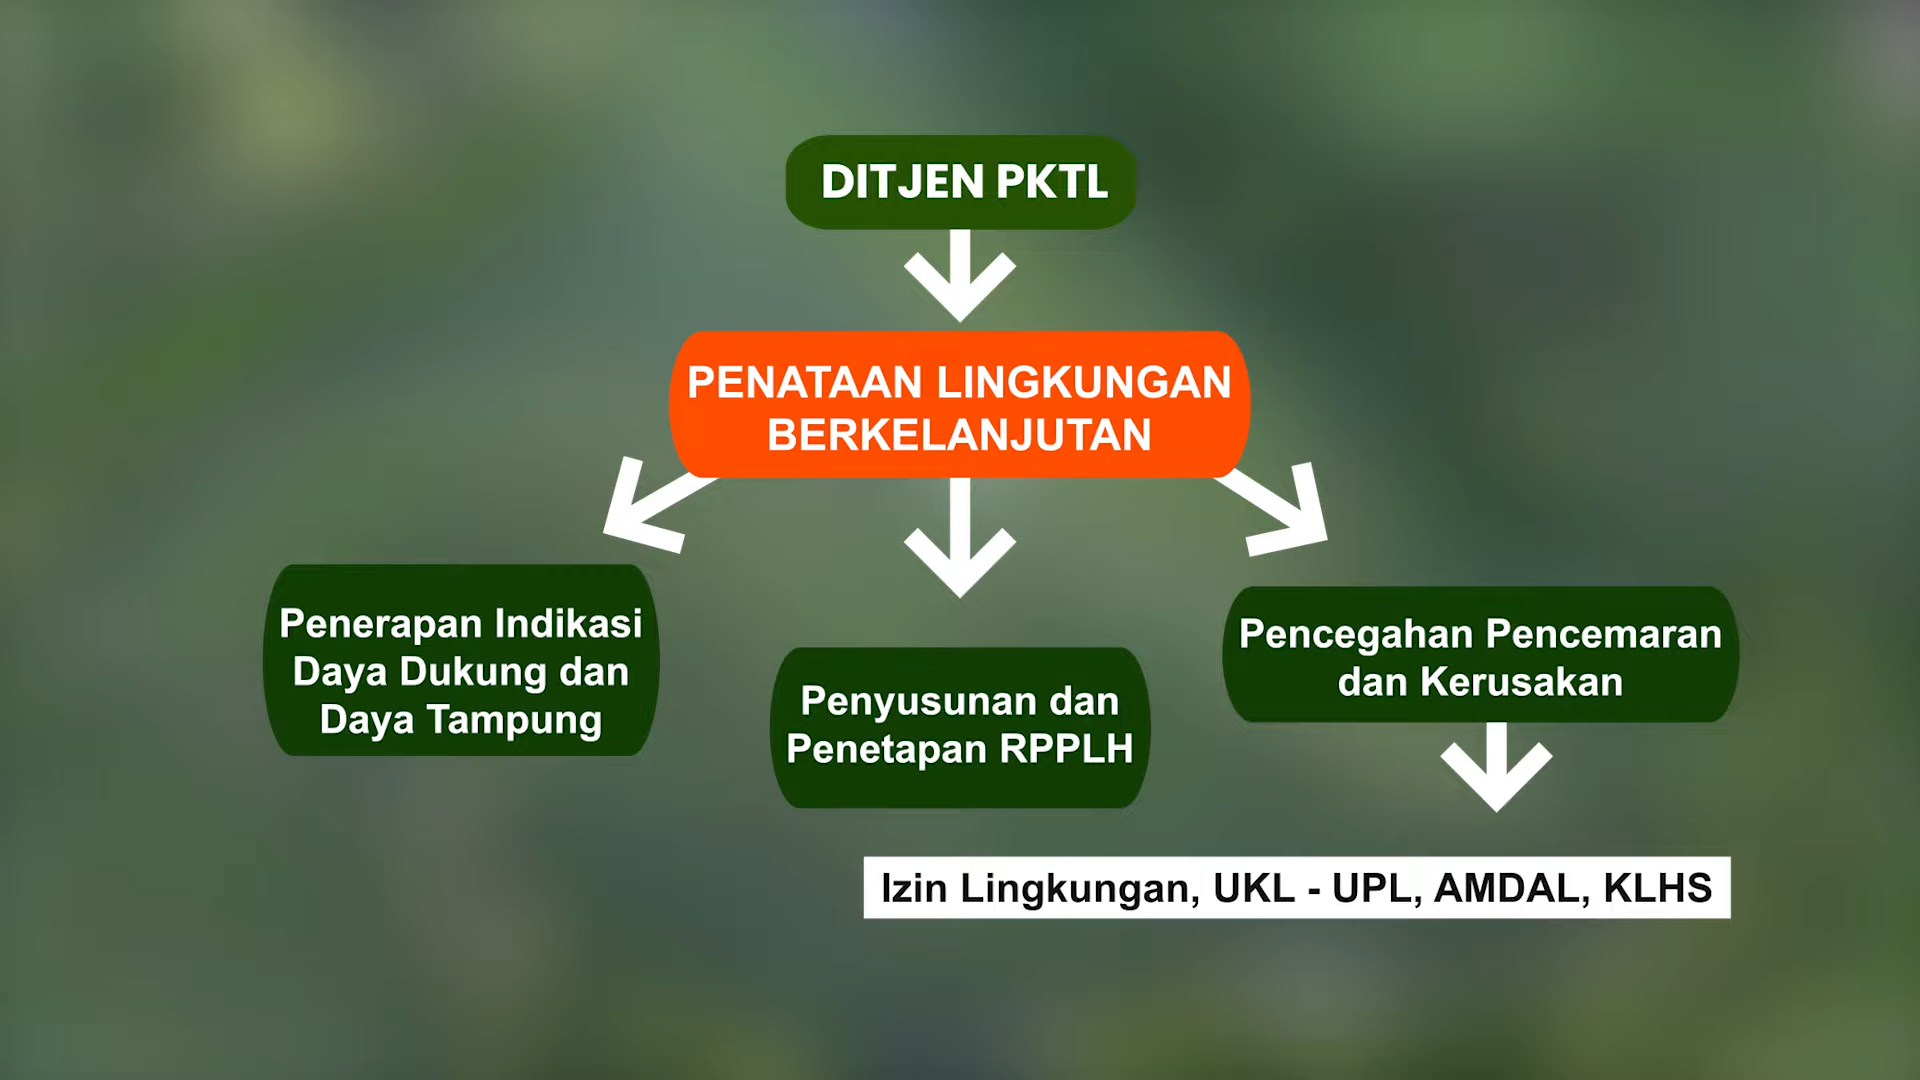 DITJEN PKTL
PENATAAN LINGKUNGAN
BERKELANJUTAN
Penerapan Indikasi
Daya Dukung dan
Daya Tampung
Penyusunan dan
Penetapan RPPLH
Pencegahan Pencemaran
dan Kerusakan
Izin Lingkungan, UKL - UPL, AMDAL, KLHS